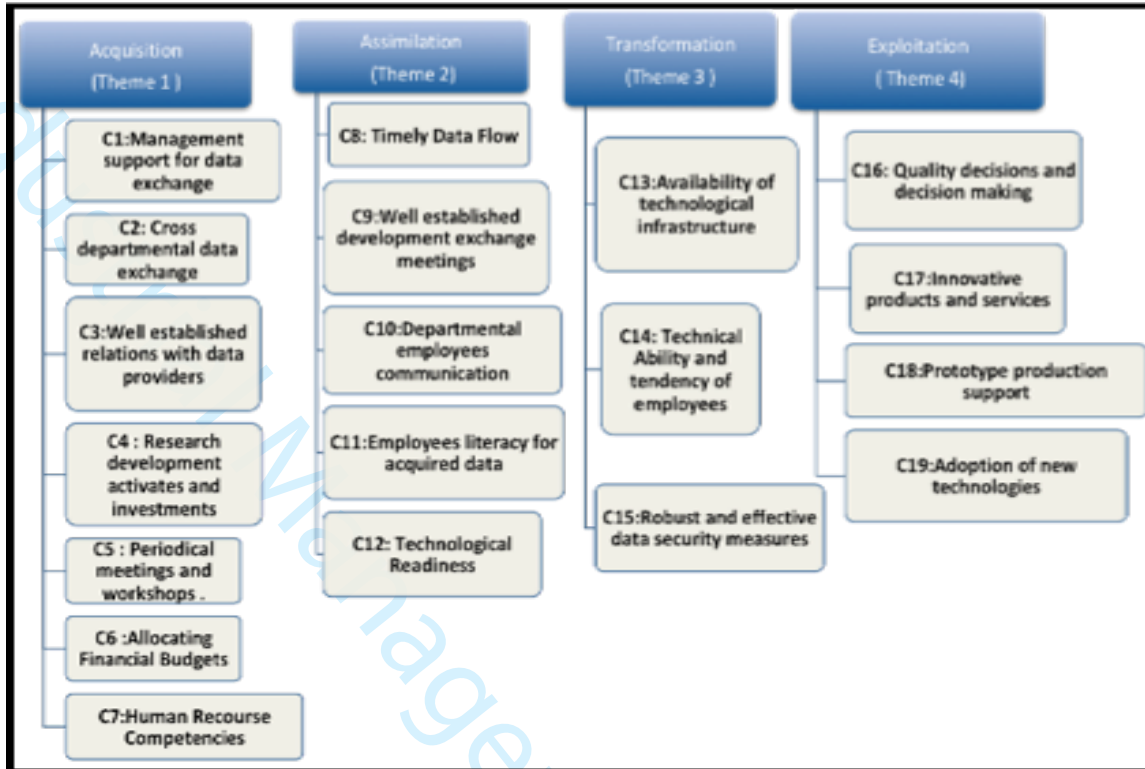 Acquisition
(Theme 1 )
C1:Management
support for data
exchange
C2: Cross
departmental data
exchange
C3:Well established
relations with data
providers
C4 : Research
development
activates and
investments
C5 : Periodical
meetings and
workshops .
C6 :Allocating
Financial Budgets
C7:Human Recourse
Competencies
Assimilation
(Theme 2)
C8: Timely Data Flow
C9:Well established
development exchange
meetings
C10:Departmental
employees
communication
C11:Employees literacy for
acquired data
C12: Technological
Readiness
Transformation
(Theme 3 )
C13:Availability of
technological
infrastructure
C14: Technical
Ability and
tendency of
employees
C15:Robust and effective
data security measures
Exploitation
( Theme 4)
C16: Quality decisions and
decision making
C17:Innovative
products and services
C18:Prototype production
support
C19:Adoption of new
technologies